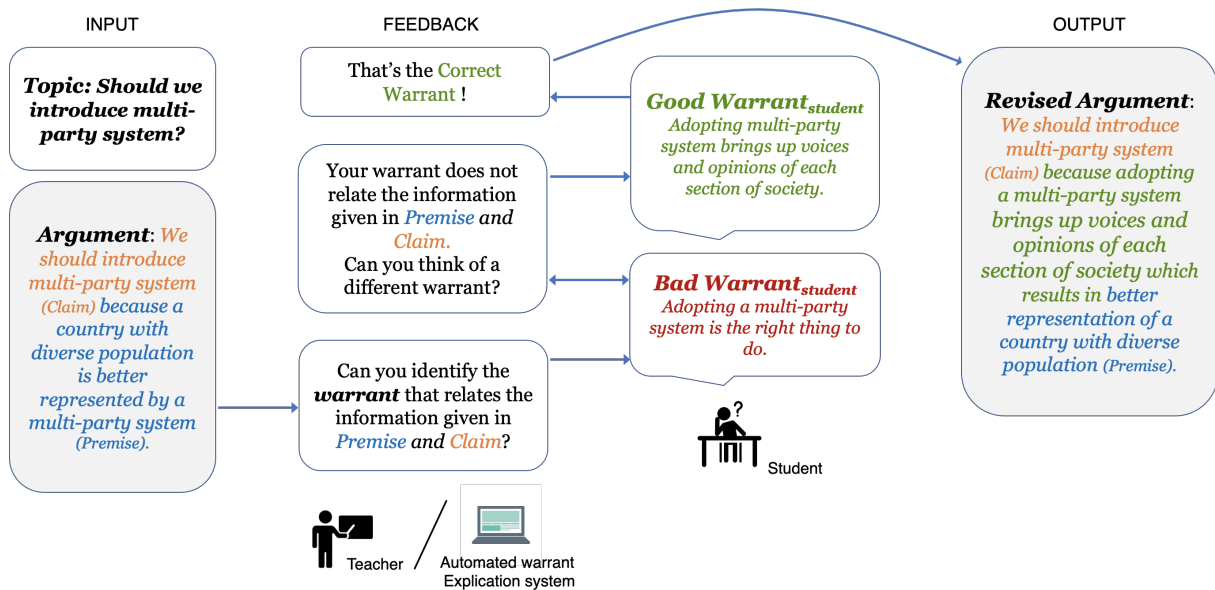 INPUT
FEEDBACK
OUTPUT
Topic: Should we
introduce multi-
party system?
Argument: We
should introduce
multi-party system
(Claim) because a
country with
diverse population
is better
represented by a
multi-party system
(Premise).
That's the Correct
Warrant !
Your warrant does not
relate the information
given in Premise and
Claim.
Can you think of a
different warrant?
Can you identify the
warrant that relates the
information given in
Premise and Claim?
Teacher
Automated warrant
Explication system
Good Warrantstudent
Adopting multi-party
system brings up voices
and opinions of each
section of society.
Bad Warrantstudent
Adopting a multi-party
system is the right thing to
do.
?
Student
Revised Argument:
We should introduce
multi-party system
(Claim) because adopting
a multi-party system
brings up voices and
opinions of each
section of society which
results in better
representation of a
country with diverse
population (Premise).